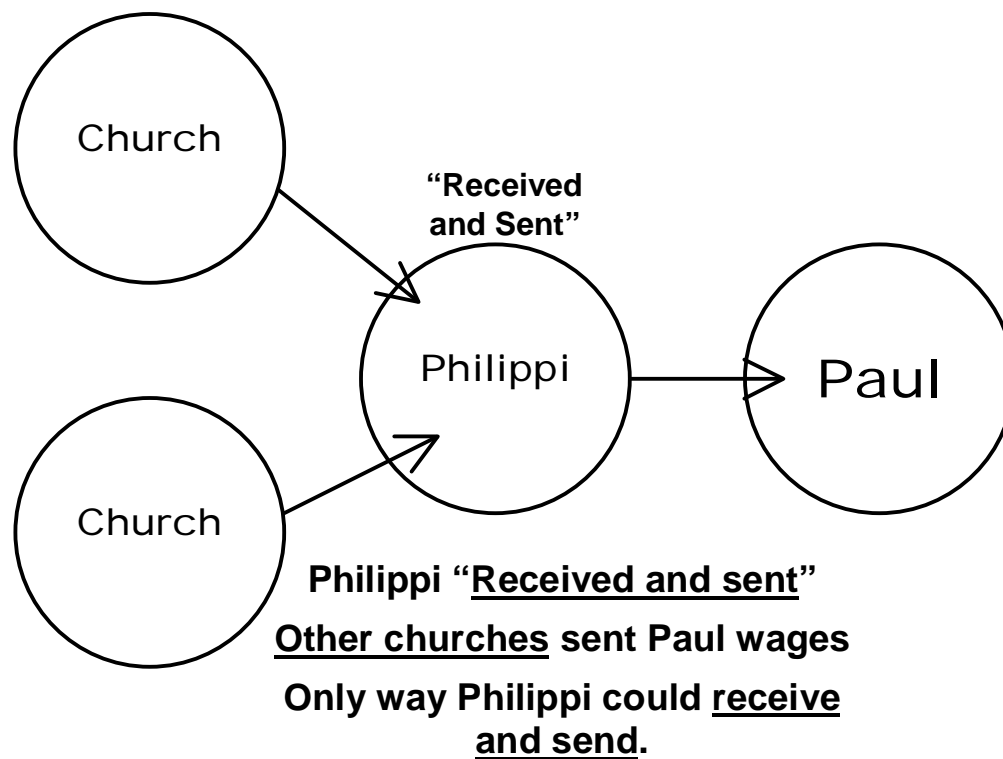 Church
“Received
and Sent”
Philippi
Paul
Church
Philippi “Received and sent”
Other churches sent Paul wages
Only way Philippi could receive
and send.